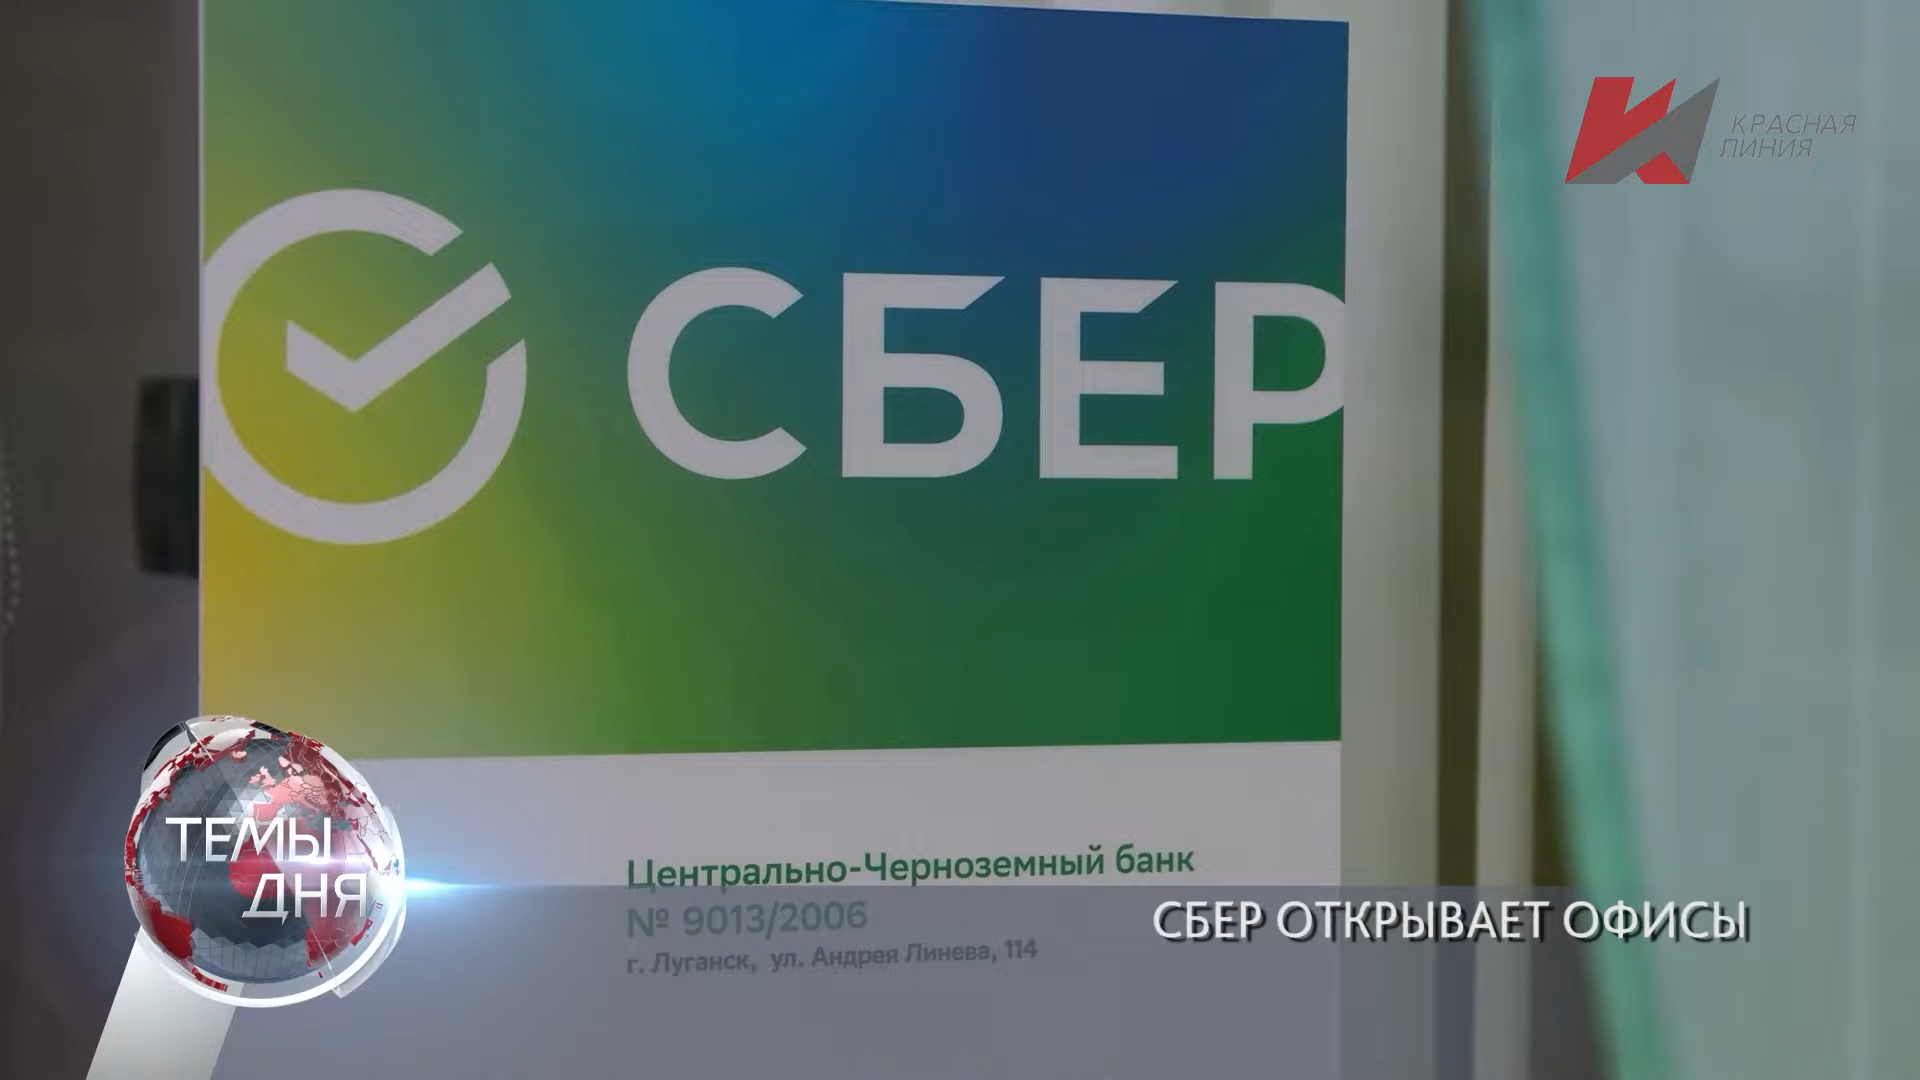 КРАСНАЯ
ЛИНИЯ
СБЕР
Центрально-Черноземный банк
№ 9013/2006
г. Луганск, ул. Андрея Линева, 114
ТЕМЫ
ДНЯ
СБЕР ОТКРЫВАЕТ ОФИСЫ